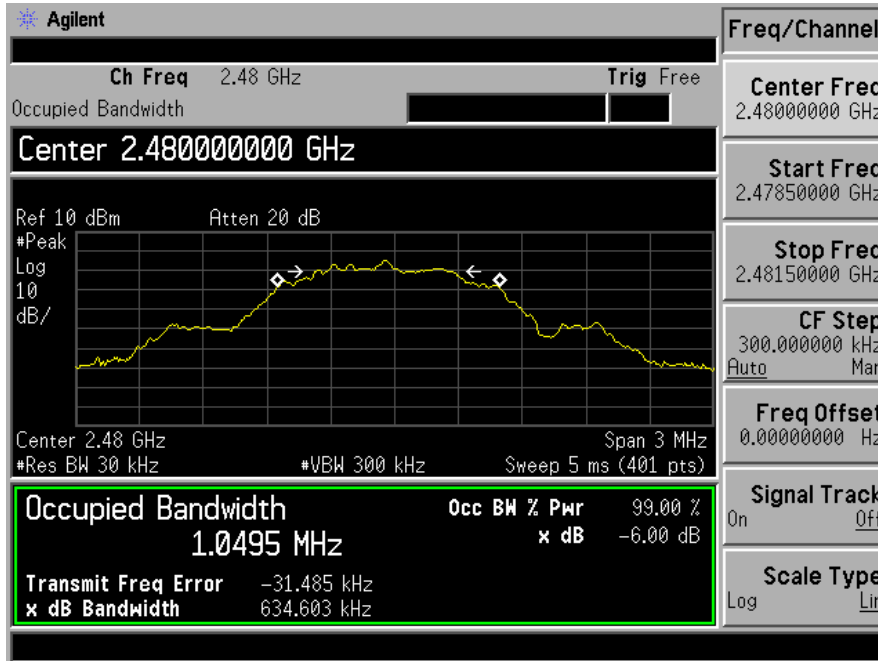 Agilent
Freq/Channel
Ch Freq 2.48 GHz Trig Free
Occupied Bandwidth
Center 2.480000000 GHz
Center Freq
2.48000000 GHz
Start Freq
2.47850000 GHz
Stop Freq
2.48150000 GHz
CF Step
300.000000 kHz
Auto Man
Freq Offset
0.00000000 Hz
Signal Track
On Off
Scale Type
Log Lin
Ref 10 dBm Atten 20 dB
#Peak
Log
10
dB/
Center 2.48 GHz Span 3 MHz
#Res BW 30 kHz #VBW 300 kHz Sweep 5 ms (401 pts)
Occupied Bandwidth
1.0495 MHz
Occ BW % Pwr 99.00 %
x dB -6.00 dB
Transmit Freq Error -31.485 kHz
x dB Bandwidth 634.603 kHz